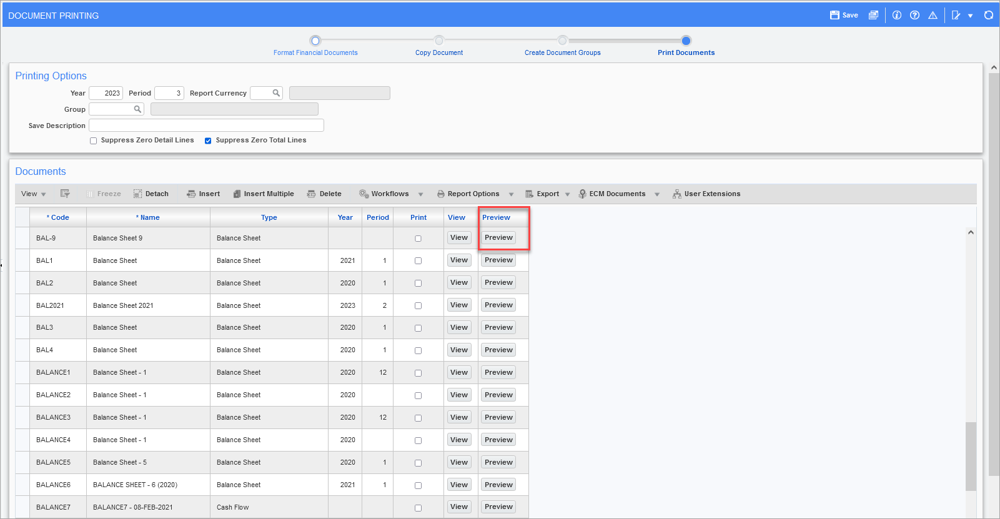 DOCUMENT PRINTING Save
Format Financial Documents Copy Document Create Document Groups Print Documents
Printing Options
Year 2023 Period 3 Report Currency
Group
Save Description
Suppress Zero Detail Lines Suppress Zero Total Lines
Documents
View Freeze Detach Insert Insert Multiple Delete Workflows Report Options Export ECM Documents User Extensions
* Code * Name Type Year Period Print View Preview
BAL-9 Balance Sheet 9 Balance Sheet View Preview
BAL1 Balance Sheet Balance Sheet 2021 1 View Preview
BAL2 Balance Sheet Balance Sheet 2020 1 View Preview
BAL2021 Balance Sheet 2021 Balance Sheet 2023 2 View Preview
BAL3 Balance Sheet Balance Sheet 2020 1 View Preview
BAL4 Balance Sheet Balance Sheet 2020 1 View Preview
BALANCE1 Balance Sheet - 1 Balance Sheet 2020 12 View Preview
BALANCE2 Balance Sheet - 1 Balance Sheet 2020 View Preview
BALANCE3 Balance Sheet - 1 Balance Sheet 2020 12 View Preview
BALANCE4 Balance Sheet - 1 Balance Sheet 2020 View Preview
BALANCE5 Balance Sheet - 5 Balance Sheet 2020 1 View Preview
BALANCE6 BALANCE SHEET - 6 (2020) Balance Sheet 2021 1 View Preview
BALANCE7 BALANCE7 - 08-FEB-2021 Cash Flow View Preview